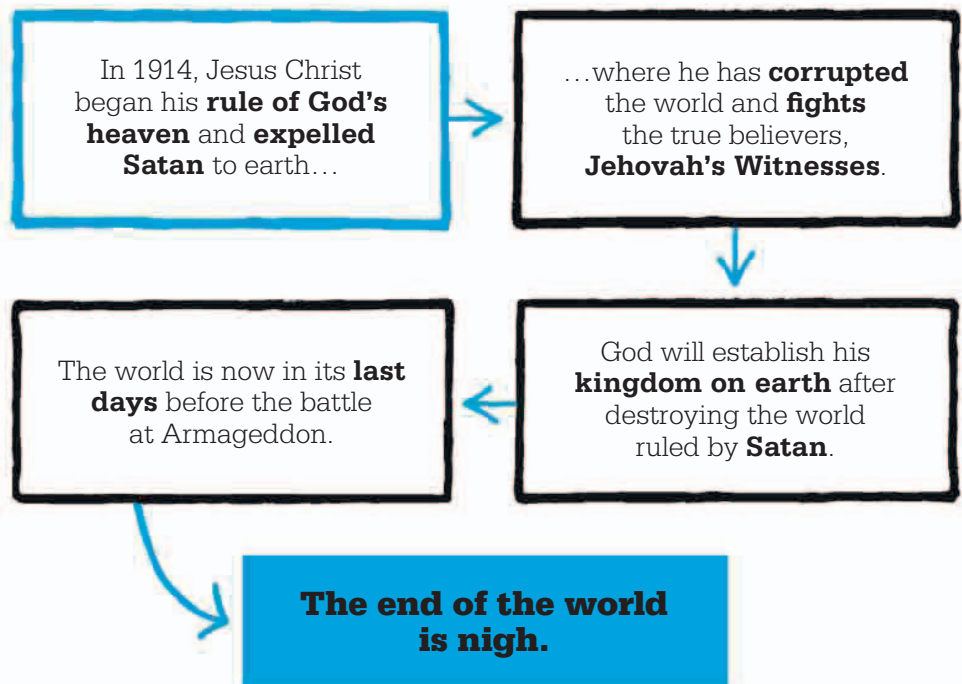 In 1914, Jesus Christ
began his rule of God's
heaven and expelled
Satan to earth…
…where he has corrupted
the world and fights
the true believers,
Jehovah's Witnesses.
God will establish his
kingdom on earth after
destroying the world
ruled by Satan.
The world is now in its last
days before the battle
at Armageddon.
The end of the world
is nigh.